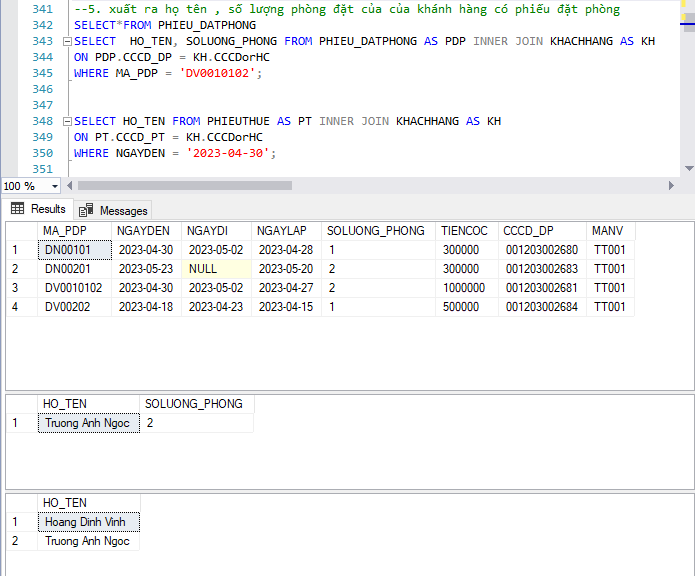 341 --5. xuất ra họ tên , số lượng phòng đặt của của khánh hàng có phiếu đặt phòng
342 SELECT*FROM PHIEU_DATPHONG
343 SELECT  HO_TEN, SOLUONG_PHONG FROM PHIEU_DATPHONG AS PDP INNER JOIN KHACHHANG AS KH
344 ON PDP.CCCD_DP = KH.CCCDorHC
345 WHERE MA_PDP = 'DV0010102';
346
347
348 SELECT HO_TEN FROM PHIEUTHUE AS PT INNER JOIN KHACHHANG AS KH
349 ON PT.CCCD_PT = KH.CCCDorHC
350 WHERE NGAYDEN = '2023-04-30';
351
100 %
Results Messages
MA_PDP NGAYDEN NGAYDI NGAYLAP SOLUONG_PHONG TIENCOC CCCD_DP MANV
1 DN00101 2023-04-30 2023-05-02 2023-04-28 1 300000 001203002680 TT001
2 DN00201 2023-05-23 NULL 2023-05-20 2 300000 001203002683 TT001
3 DV0010102 2023-04-30 2023-05-02 2023-04-27 2 1000000 001203002681 TT001
4 DV00202 2023-04-18 2023-04-23 2023-04-15 1 500000 001203002684 TT001
HO_TEN SOLUONG_PHONG
1 Truong Anh Ngoc 2
HO_TEN
1 Hoang Dinh Vinh
2 Truong Anh Ngoc